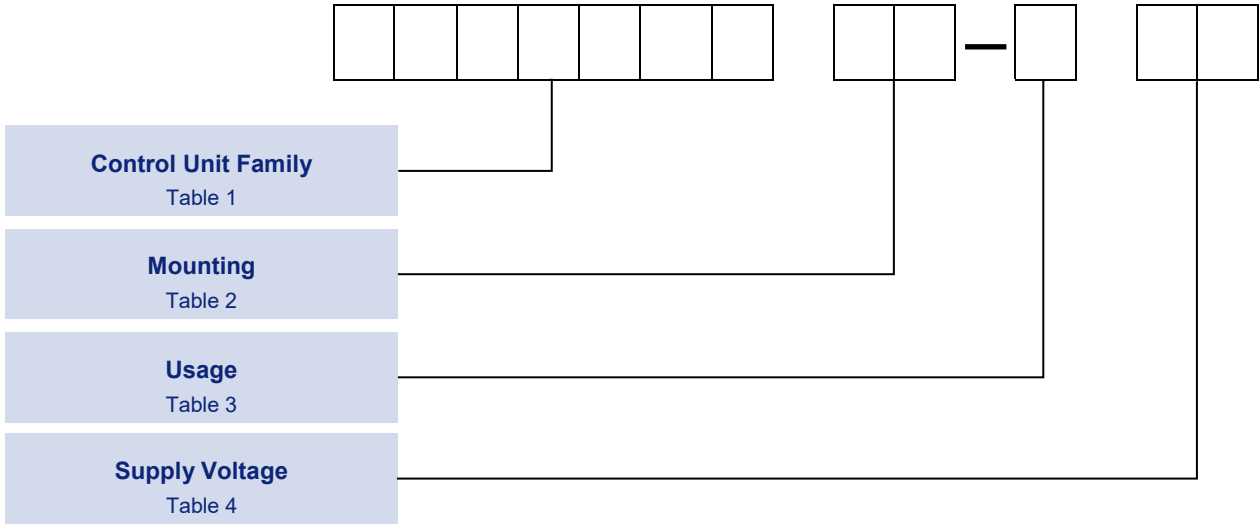 Control Unit Family
Table 1
Mounting
Table 2
Usage
Table 3
Supply Voltage
Table 4